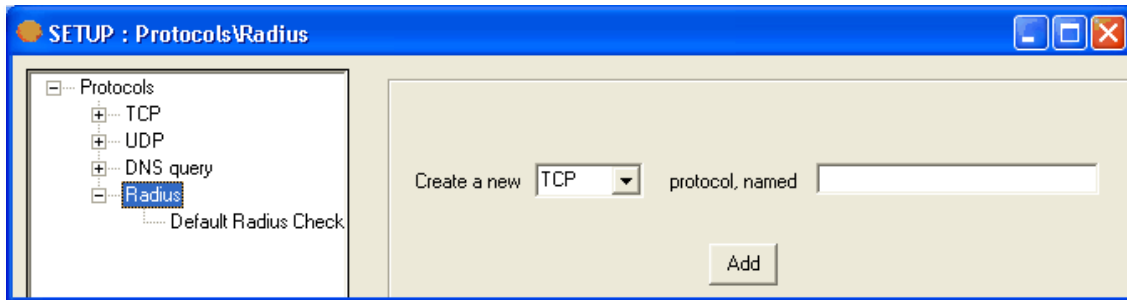 SETUP : Protocols\Radius
Protocols
TCP
UDP
DNS query
Radius
Default Radius Check
Create a new TCP protocol, named
Add